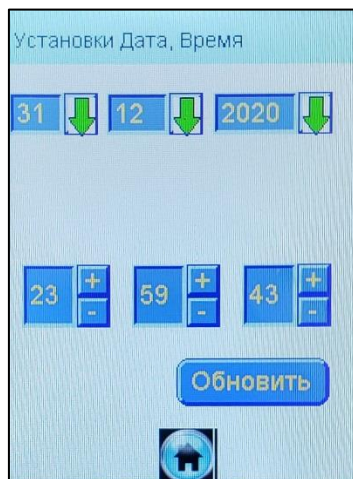 Установки Дата, Время
31 12 2020
23 + - 59 + - 43 + -
Обновить